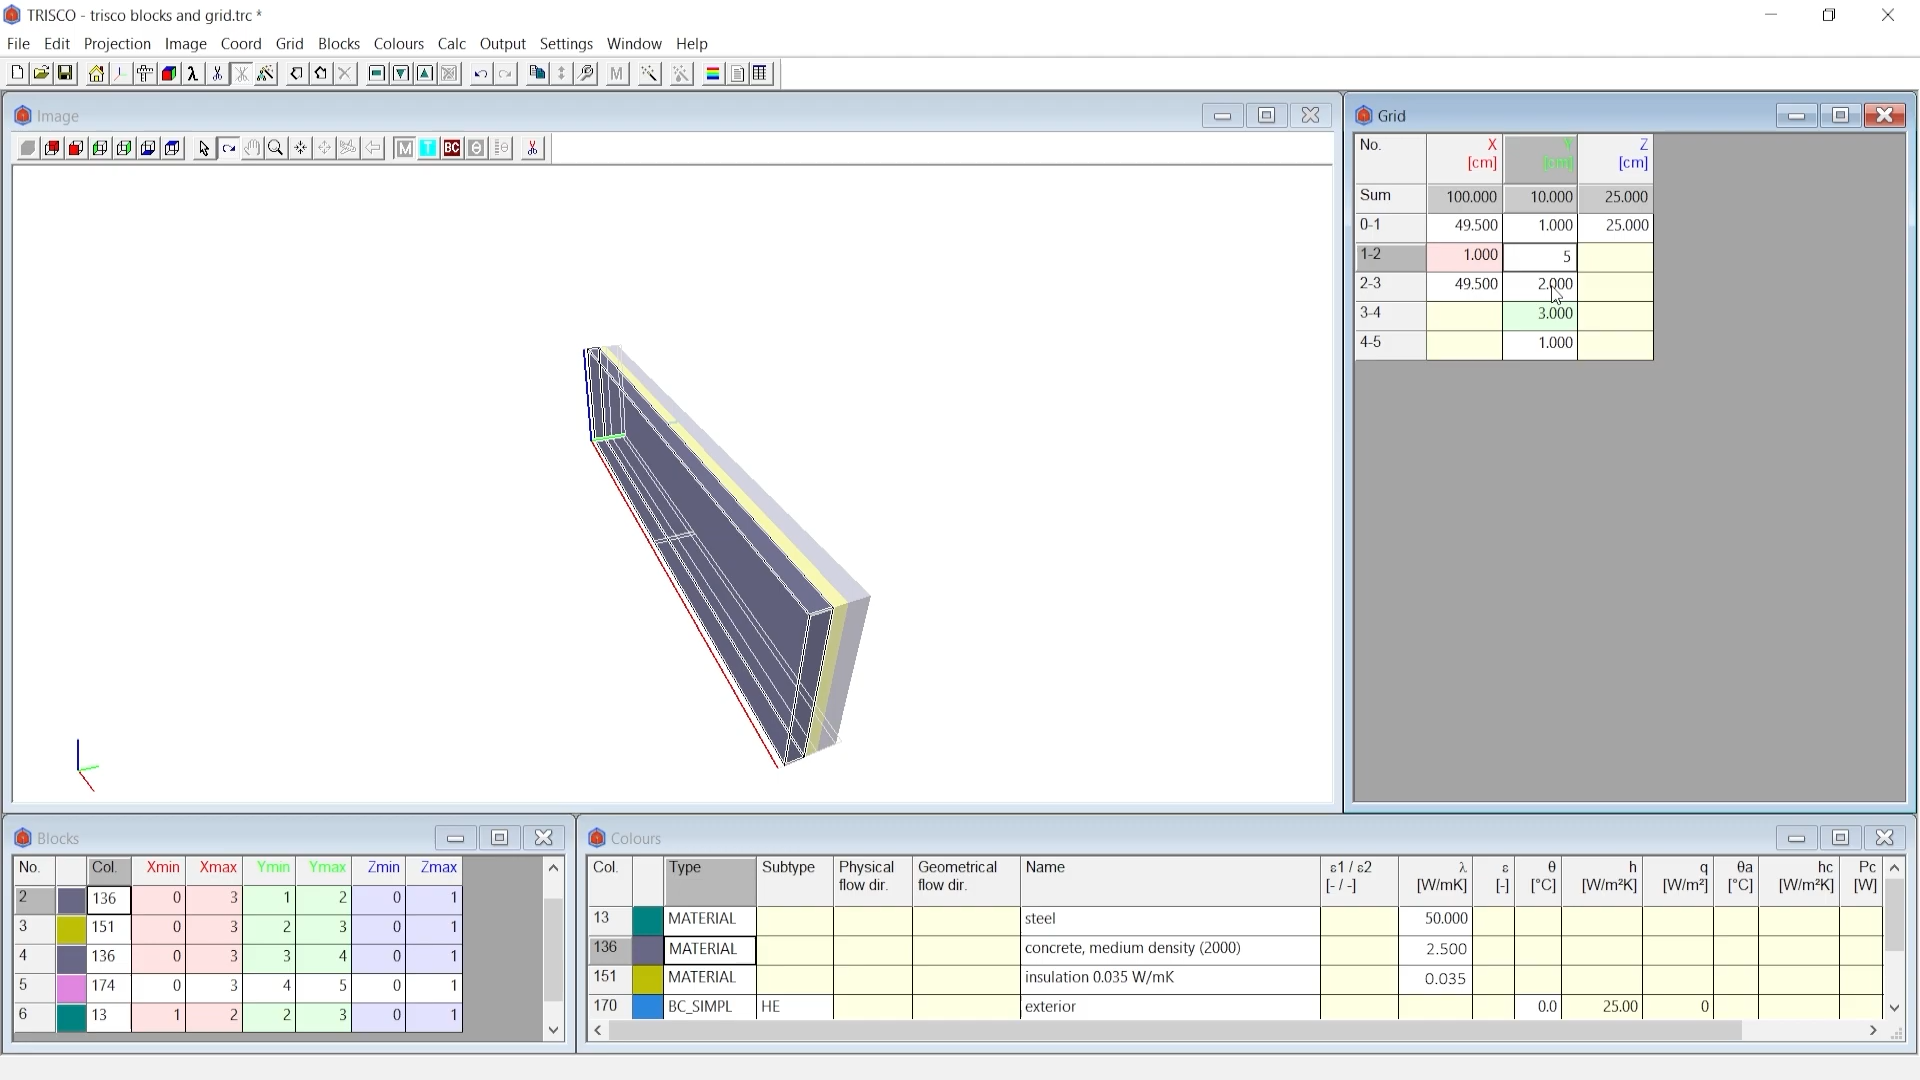 TRISCO - trisco blocks and grid.trc *
File Edit Projection Image Coord Grid Blocks Colours Calc Output Settings Window Help
λ M
Image
M T BC Θ
Grid
No. X Y Z
[cm] [cm] [cm]
Sum 100.000 10.000 25.000
0-1 49.500 1.000 25.000
1-2 1.000 5
2-3 49.500 2.000
3-4 3.000
4-5 1.000
Blocks
No. Col. Xmin Xmax Ymin Ymax Zmin Zmax
2 136 0 3 1 2 0 1
3 151 0 3 2 3 0 1
4 136 0 3 3 4 0 1
5 174 0 3 4 5 0 1
6 13 1 2 2 3 0 1
Colours
Col. Type Subtype Physical Geometrical Name ε1 / ε2 λ ε θ h q θa hc Pc
flow dir. flow dir. [- / -] [W/mK] [-] [°C] [W/m²K] [W/m²] [°C] [W/m²K] [W]
13 MATERIAL steel 50.000
136 MATERIAL concrete, medium density (2000) 2.500
151 MATERIAL insulation 0.035 W/mK 0.035
170 BC_SIMPL HE exterior 0.0 25.00 0